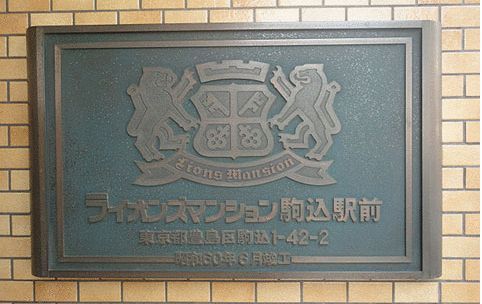 Lions Mansion
ライオンズマンション駒込駅前
東京都豊島区駒込1-42-2
昭和60年6月竣工